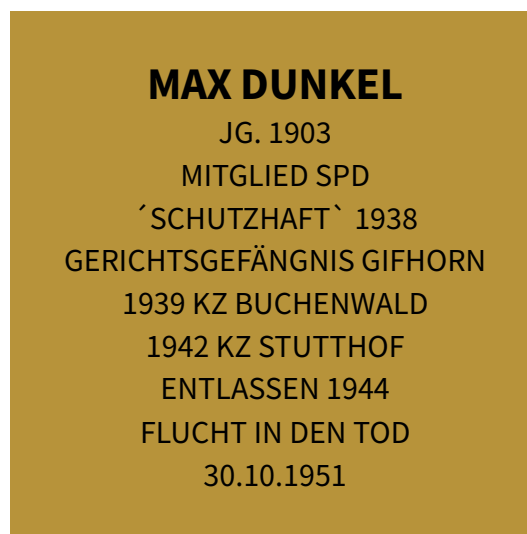 MAX DUNKEL
JG. 1903
MITGLIED SPD
´SCHUTZHAFT` 1938
GERICHTSGEFÄNGNIS GIFHORN
1939 KZ BUCHENWALD
1942 KZ STUTTHOF
ENTLASSEN 1944
FLUCHT IN DEN TOD
30.10.1951